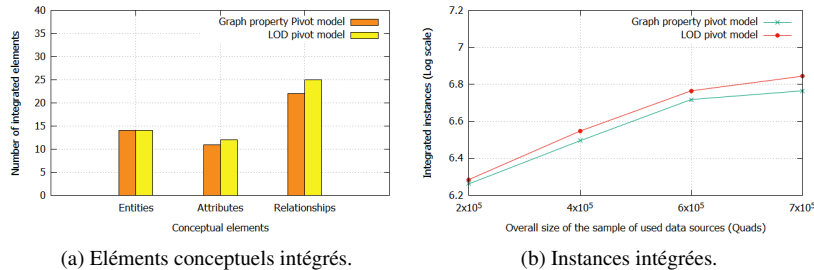 Graph property Pivot model
LOD pivot model
Number of integrated elements
40
35
30
25
20
15
10
5
0
Entities
Attributes
Relationships
Conceptual elements
(a) Eléments conceptuels intégrés.
Graph property pivot model
LOD pivot model
Integrated instances (Log scale)
7.2
7
6.8
6.6
6.4
6.2
2x10⁵
4x10⁵
6x10⁵
7x10⁵
Overall size of the sample of used data sources (Quads)
(b) Instances intégrées.